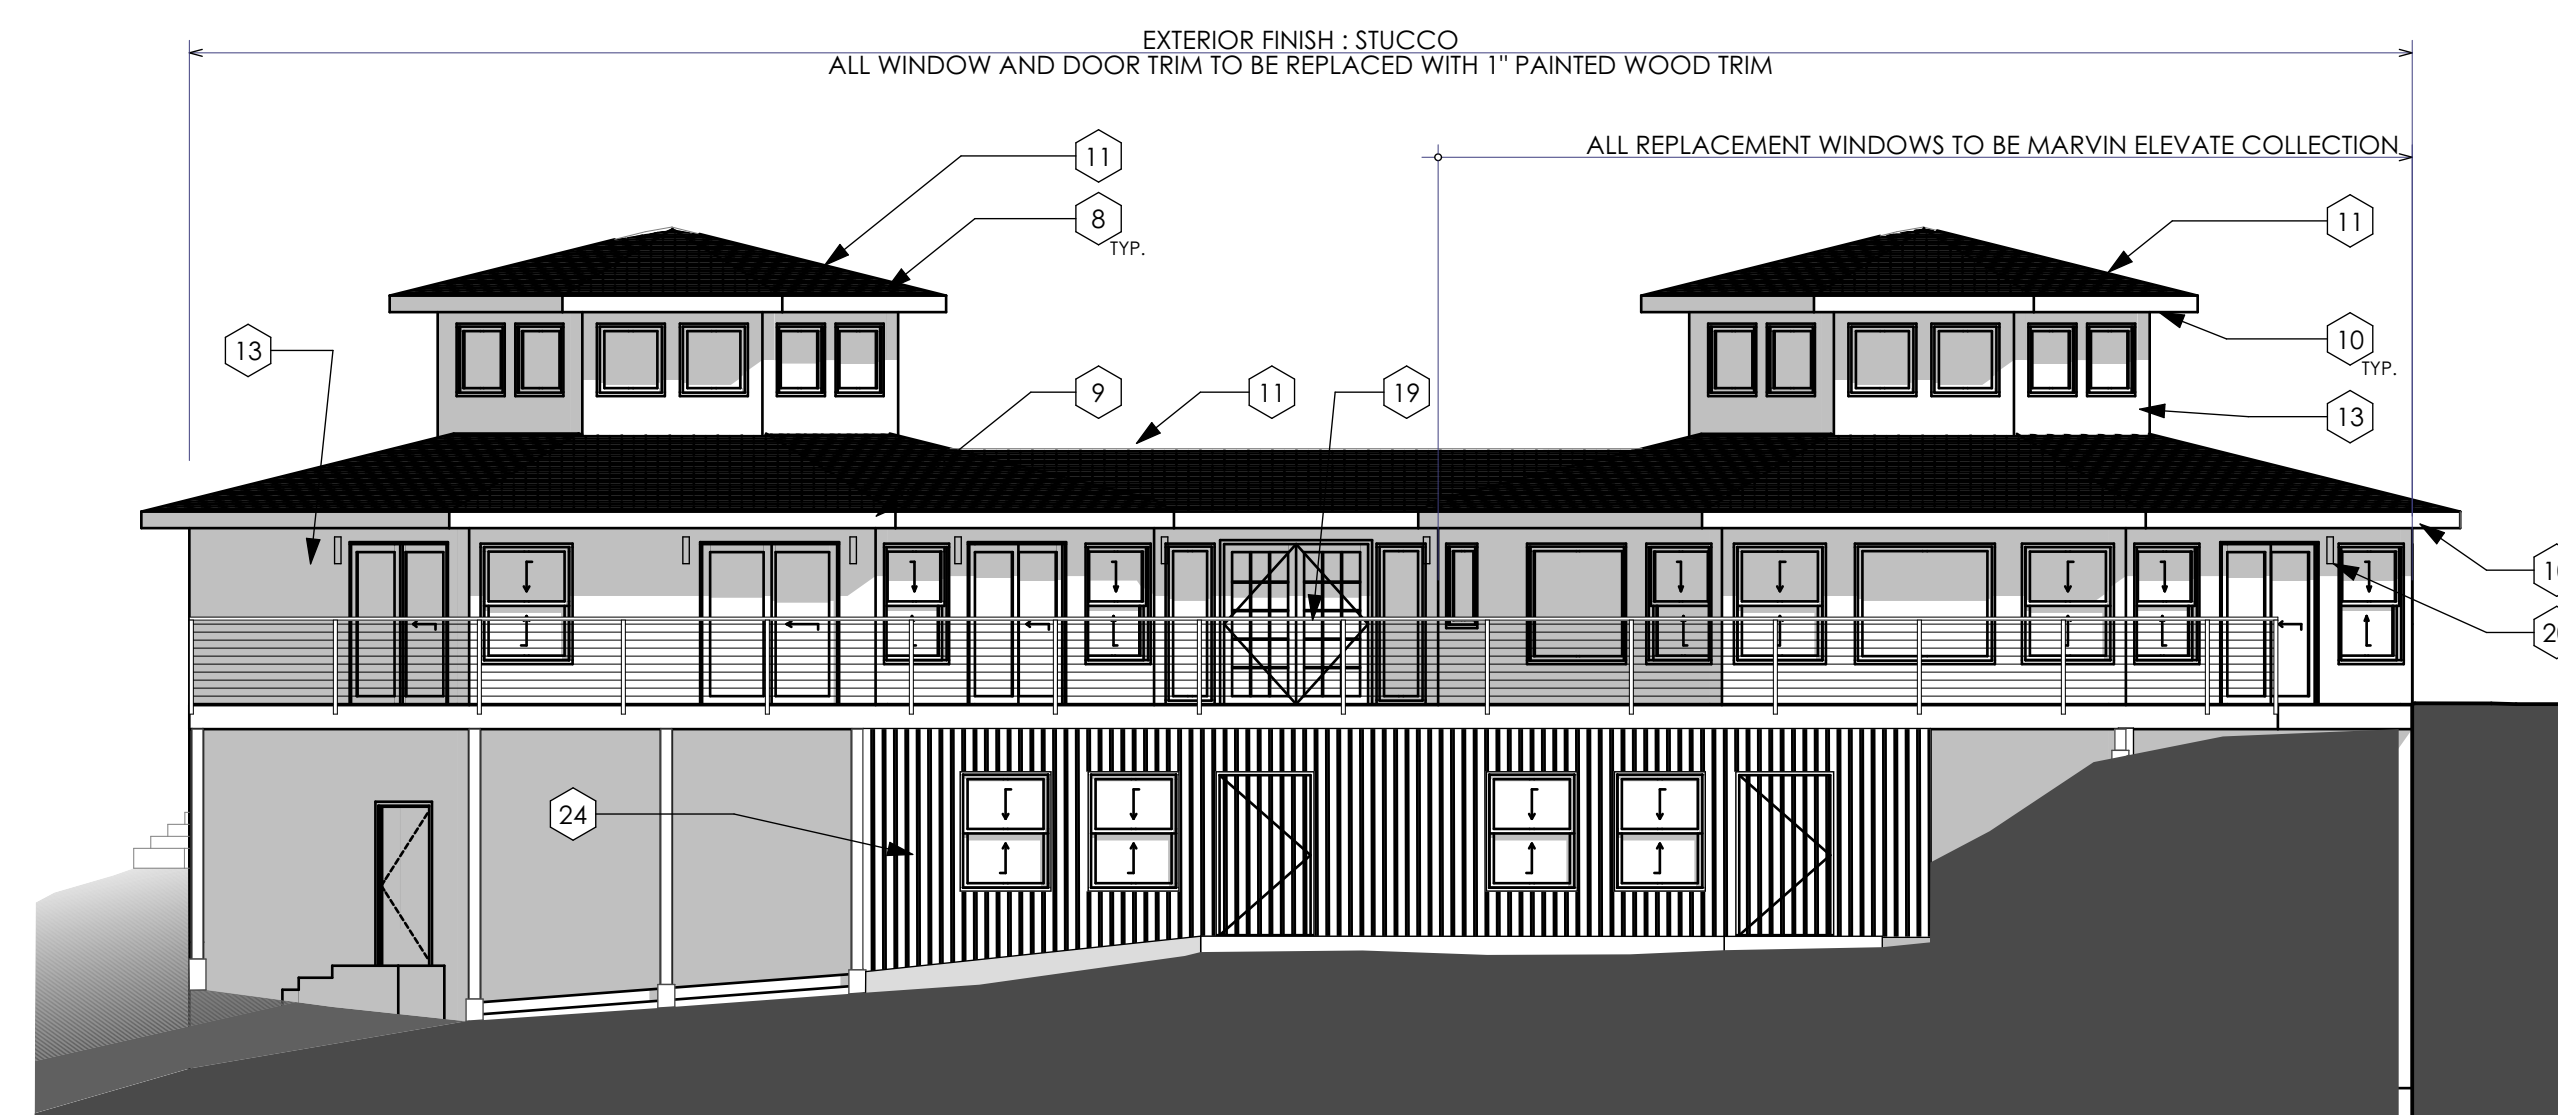 EXTERIOR FINISH : STUCCO
ALL WINDOW AND DOOR TRIM TO BE REPLACED WITH 1" PAINTED WOOD TRIM
ALL REPLACEMENT WINDOWS TO BE MARVIN ELEVATE COLLECTION
11
8
TYP.
11
10
TYP.
13
9
11
19
13
24